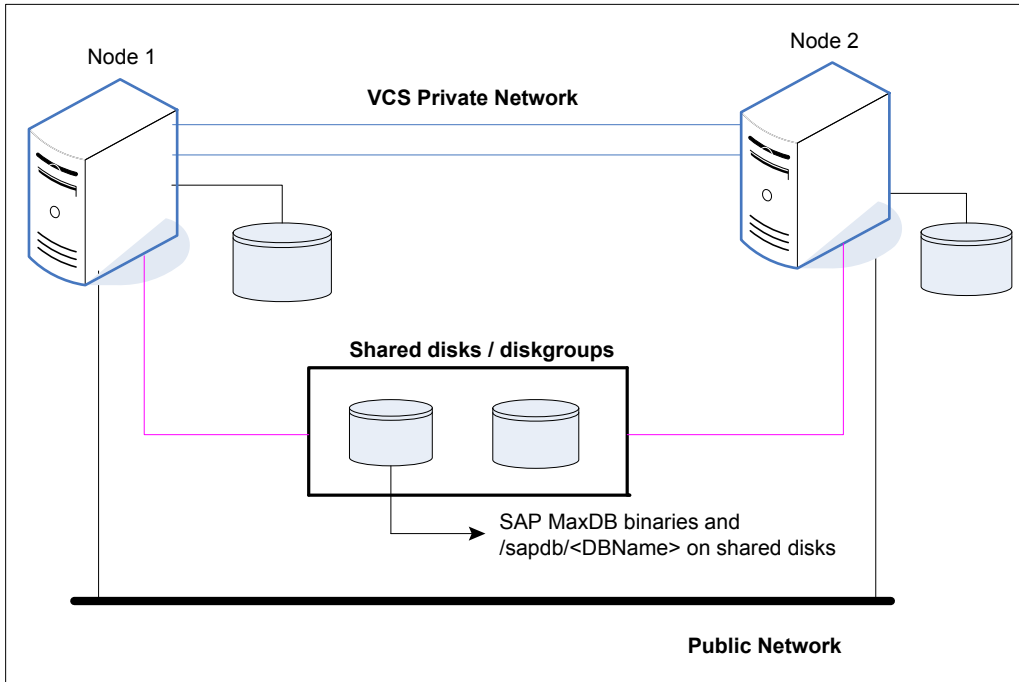 Node 1
Node 2
VCS Private Network
Shared disks / diskgroups
SAP MaxDB binaries and
/sapdb/<DBName> on shared disks
Public Network